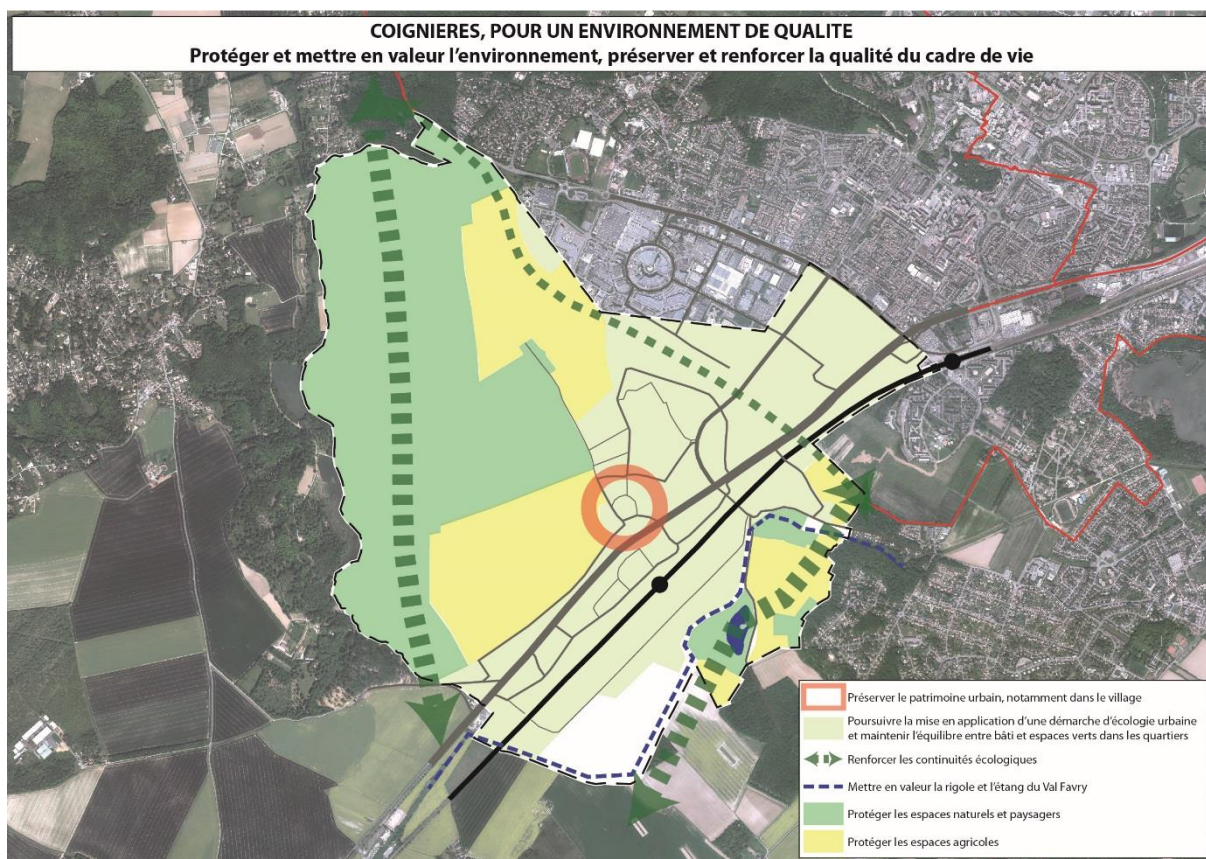 COIGNIERES, POUR UN ENVIRONNEMENT DE QUALITE
Protéger et mettre en valeur l'environnement, préserver et renforcer la qualité du cadre de vie
Préserver le patrimoine urbain, notamment dans le village
Poursuivre la mise en application d'une démarche d'écologie urbaine
et maintenir l'équilibre entre bâti et espaces verts dans les quartiers
Renforcer les continuités écologiques
Mettre en valeur la rigole et l'étang du Val Favry
Protéger les espaces naturels et paysagers
Protéger les espaces agricoles